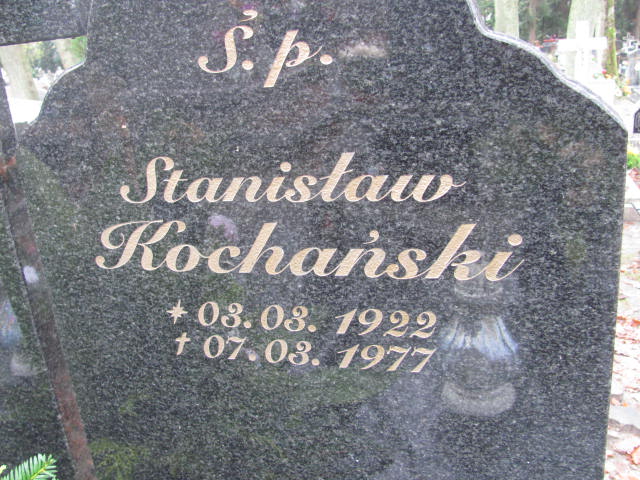 Ś.p.
Stanisław
Kochański
* 03.03.1922
† 07.03.1977